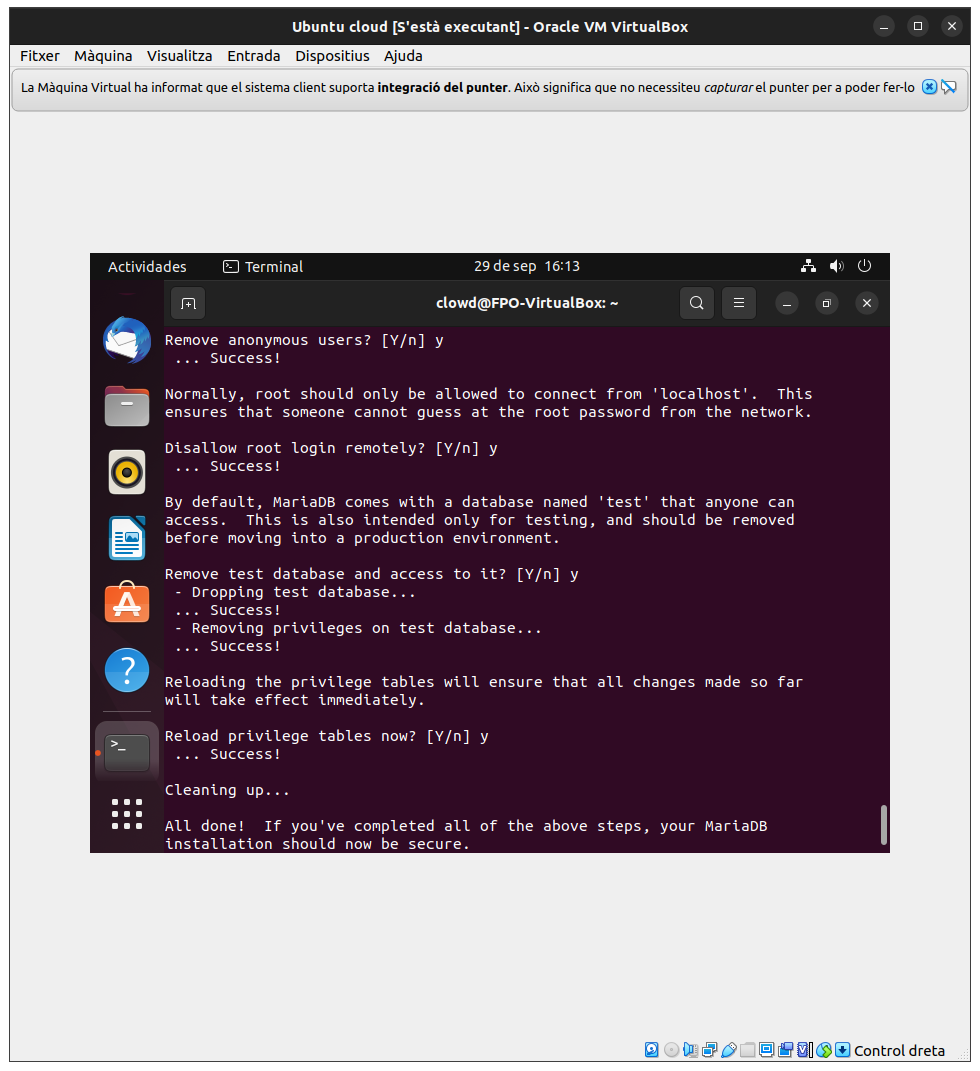 Ubuntu cloud [S'està executant] - Oracle VM VirtualBox
Fitxer Màquina Visualitza Entrada Dispositius Ajuda
La Màquina Virtual ha informat que el sistema client suporta integració del punter. Això significa que no necessiteu capturar el punter per a poder fer-lo
Actividades Terminal 29 de sep 16:13
clowd@FPO-VirtualBox: ~
Remove anonymous users? [Y/n] y
... Success!
Normally, root should only be allowed to connect from 'localhost'. This
ensures that someone cannot guess at the root password from the network.
Disallow root login remotely? [Y/n] y
... Success!
By default, MariaDB comes with a database named 'test' that anyone can
access. This is also intended only for testing, and should be removed
before moving into a production environment.
Remove test database and access to it? [Y/n] y
- Dropping test database...
... Success!
- Removing privileges on test database...
... Success!
Reloading the privilege tables will ensure that all changes made so far
will take effect immediately.
Reload privilege tables now? [Y/n] y
... Success!
Cleaning up...
All done! If you've completed all of the above steps, your MariaDB
installation should now be secure.
Control dreta